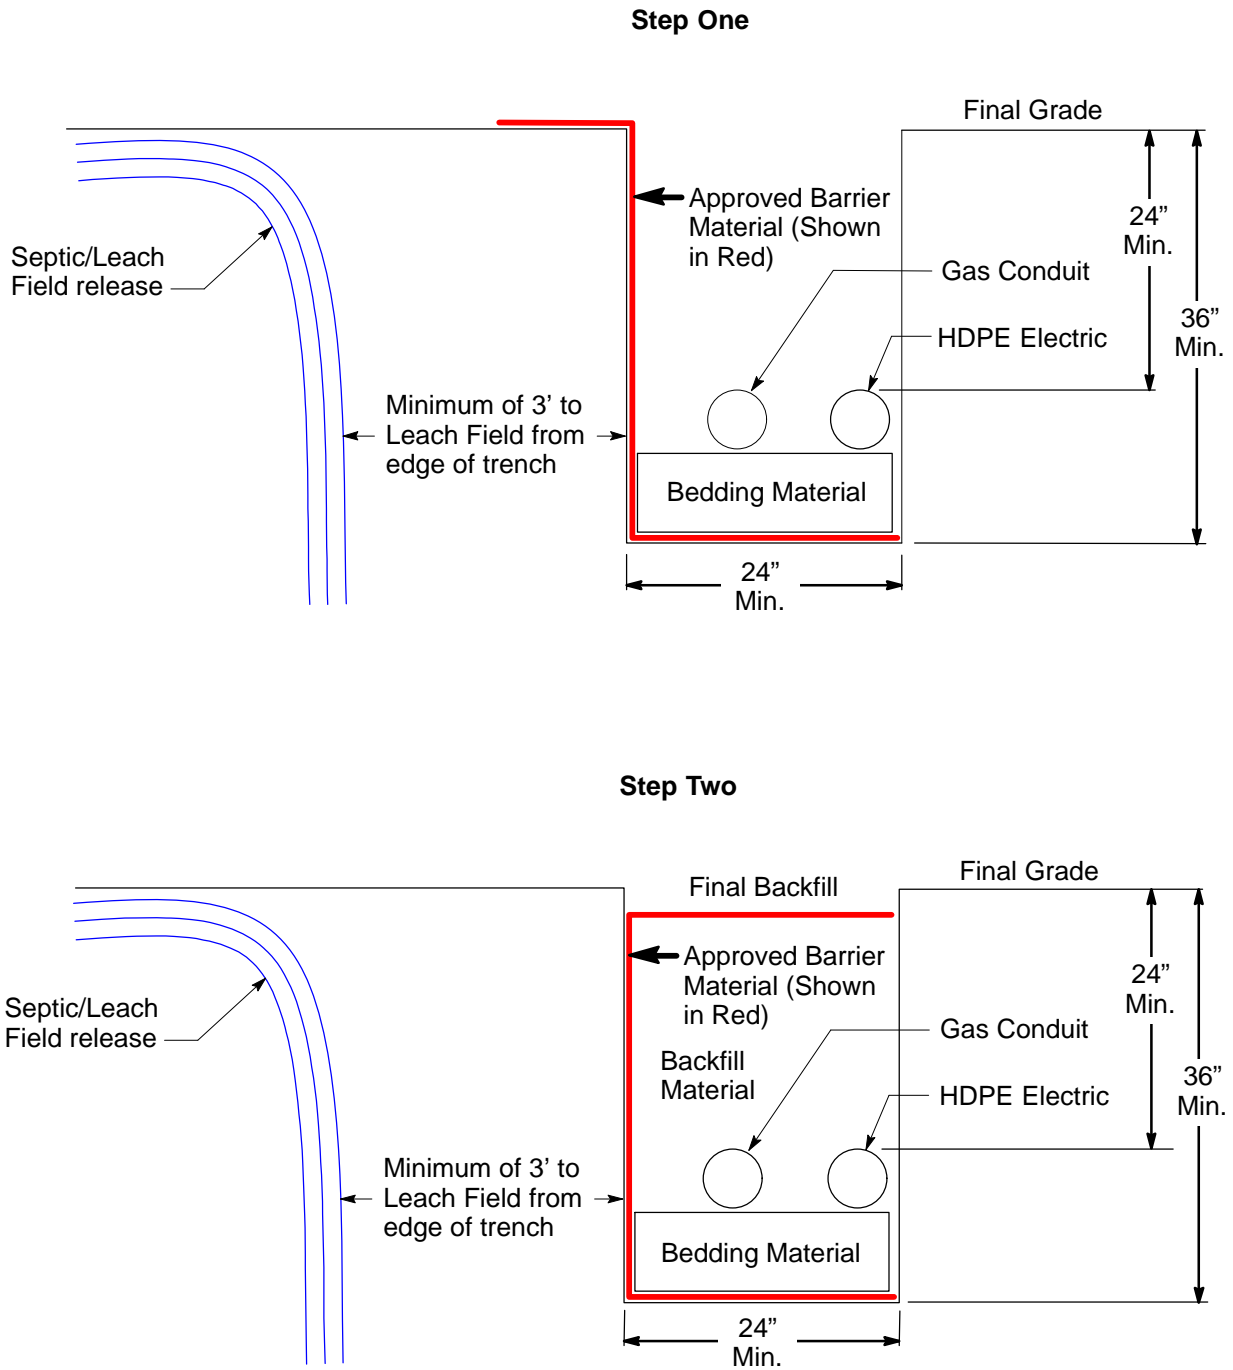 Step One
Final Grade
Approved Barrier
Material (Shown
in Red)
24”
Min.
Septic/Leach
Field release
Gas Conduit
36”
Min.
HDPE Electric
Minimum of 3’ to
Leach Field from
edge of trench
Bedding Material
24”
Min.
Step Two
Final Grade
Final Backfill
Approved Barrier
Material (Shown
in Red)
24”
Min.
Septic/Leach
Field release
Gas Conduit
Backfill
Material
36”
Min.
HDPE Electric
Minimum of 3’ to
Leach Field from
edge of trench
Bedding Material
24”
Min.